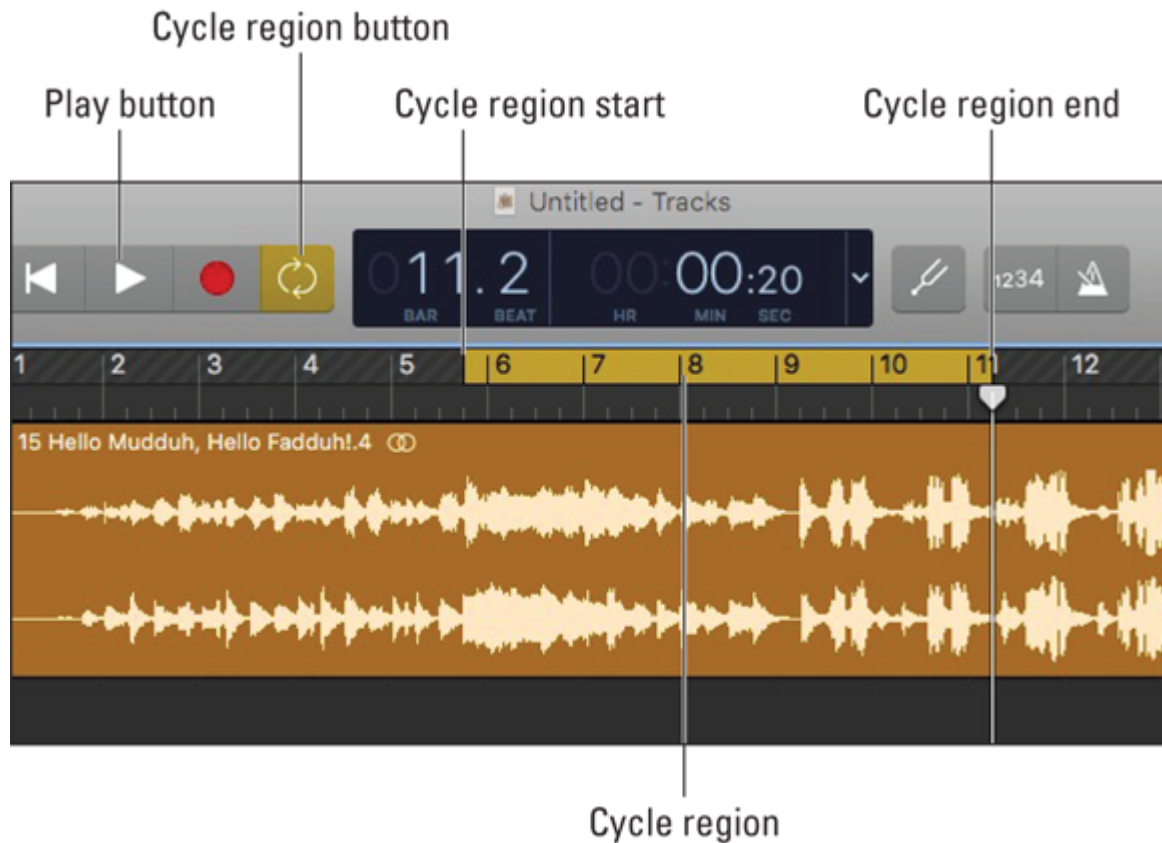 Cycle region button
Play button Cycle region start Cycle region end
Untitled - Tracks
011.2 00:00:20 1234
BAR BEAT HR MIN SEC
1 2 3 4 5 6 7 8 9 10 11 12
15 Hello Mudduh, Hello Fadduh!.4
Cycle region